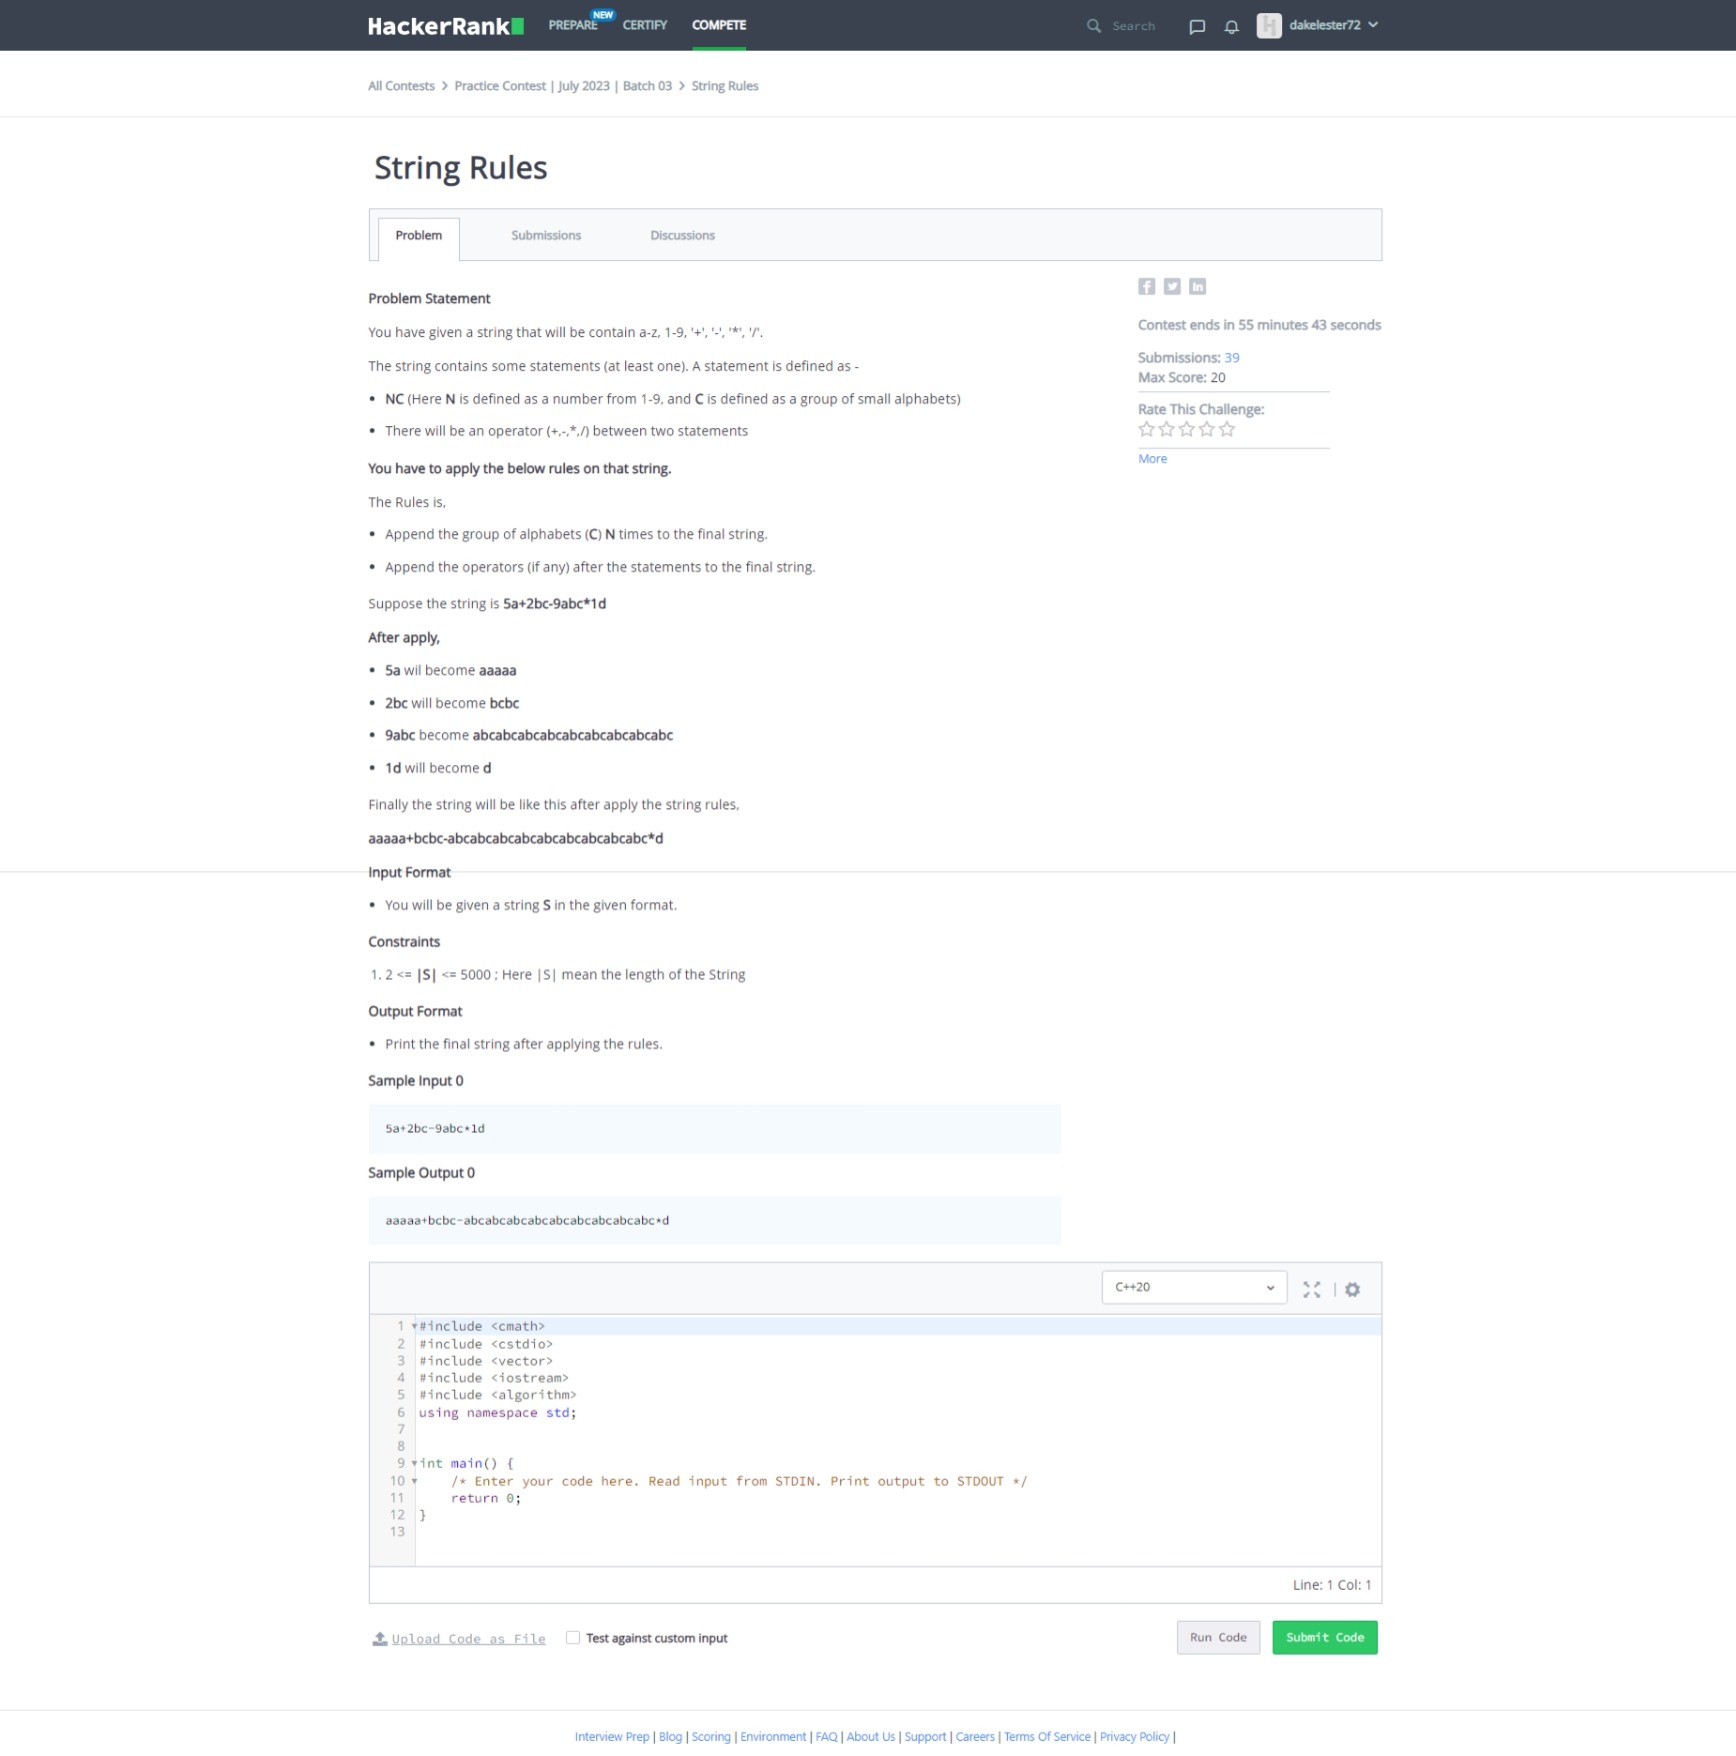 HackerRank PREPARE NEW CERTIFY COMPETE Search dakelester72
All Contests > Practice Contest | July 2023 | Batch 03 > String Rules
String Rules
Problem Submissions Discussions
Problem Statement
You have given a string that will be contain a-z, 1-9, '+', '-', '*', '/'.
The string contains some statements (at least one). A statement is defined as -
• NC (Here N is defined as a number from 1-9, and C is defined as a group of small alphabets)
• There will be an operator (+,-,*,/) between two statements
You have to apply the below rules on that string.
The Rules is,
• Append the group of alphabets (C) N times to the final string.
• Append the operators (if any) after the statements to the final string.
Suppose the string is 5a+2bc-9abc*1d
After apply,
• 5a wil become aaaaa
• 2bc will become bcbc
• 9abc become abcabcabcabcabcabcabcabcabc
• 1d will become d
Finally the string will be like this after apply the string rules,
aaaaa+bcbc-abcabcabcabcabcabcabcabcabc*d
Input Format
• You will be given a string S in the given format.
Constraints
1. 2 <= |S| <= 5000 ; Here |S| mean the length of the String
Output Format
• Print the final string after applying the rules.
Sample Input 0
5a+2bc-9abc*1d
Sample Output 0
aaaaa+bcbc-abcabcabcabcabcabcabcabcabc*d
Contest ends in 55 minutes 43 seconds
Submissions: 39
Max Score: 20
Rate This Challenge:
More
C++20
1 #include <cmath>
2 #include <cstdio>
3 #include <vector>
4 #include <iostream>
5 #include <algorithm>
6 using namespace std;
7
8
9 int main() {
10 /* Enter your code here. Read input from STDIN. Print output to STDOUT */
11 return 0;
12 }
13
Line: 1 Col: 1
Upload Code as File Test against custom input Run Code Submit Code
Interview Prep | Blog | Scoring | Environment | FAQ | About Us | Support | Careers | Terms Of Service | Privacy Policy |